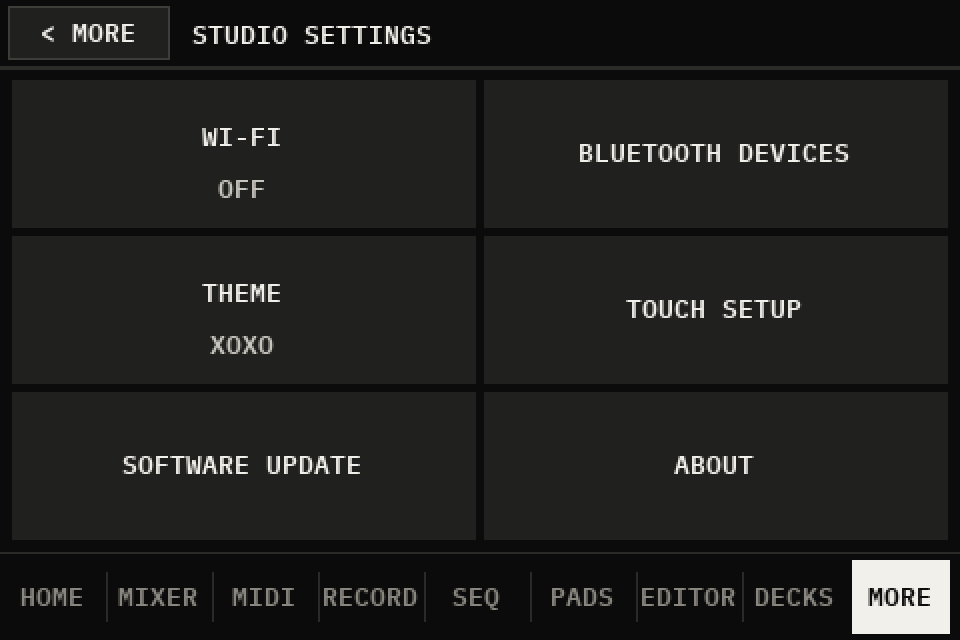 < MORE
STUDIO SETTINGS
WI-FI
OFF
BLUETOOTH DEVICES
THEME
XOXO
TOUCH SETUP
SOFTWARE UPDATE
ABOUT
HOME
MIXER
MIDI
RECORD
SEQ
PADS
EDITOR
DECKS
MORE